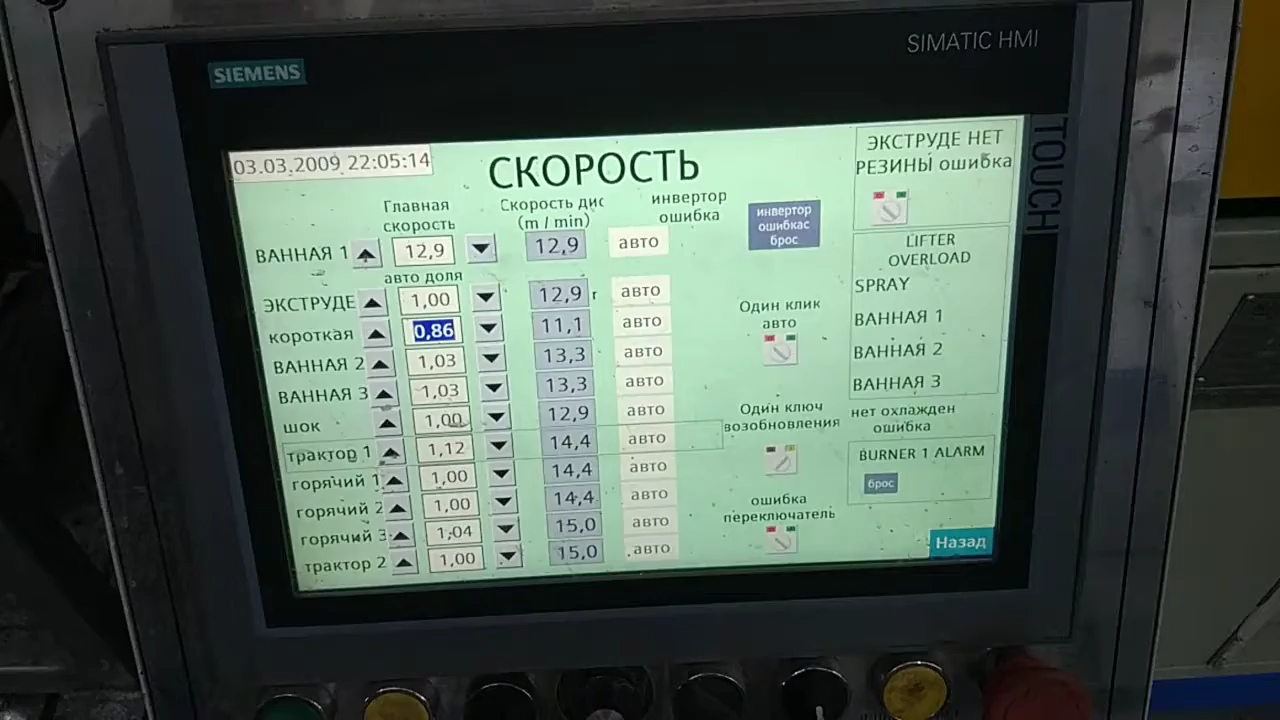 SIMATIC HMI
SIEMENS
TOUCH
03.03.2009 22:05:14
СКОРОСТЬ
Главная
скорость
Скорость дис
(m / min)
инвертор
ошибка
ВАННАЯ 1 12,9 12,9 авто
авто доля
ЭКСТРУДЕ 1,00 12,9 авто
короткая 0,86 11,1 авто
ВАННАЯ 2 1,03 13,3 авто
ВАННАЯ 3 1,03 13,3 авто
шок 1,00 12,9 авто
трактор 1 1,12 14,4 авто
горячий 1 1,00 14,4 авто
горячий 2 1,00 14,4 авто
горячий 3 1,04 15,0 авто
трактор 2 1,00 15,0 авто
инвертор
ошибкас
брос
Один клик
авто
Один ключ
возобновления
ошибка
переключатель
ЭКСТРУДЕ НЕТ
РЕЗИНЫ ошибка
LIFTER
OVERLOAD
SPRAY
ВАННАЯ 1
ВАННАЯ 2
ВАННАЯ 3
нет охлажден
ошибка
BURNER 1 ALARM
брос
Назад